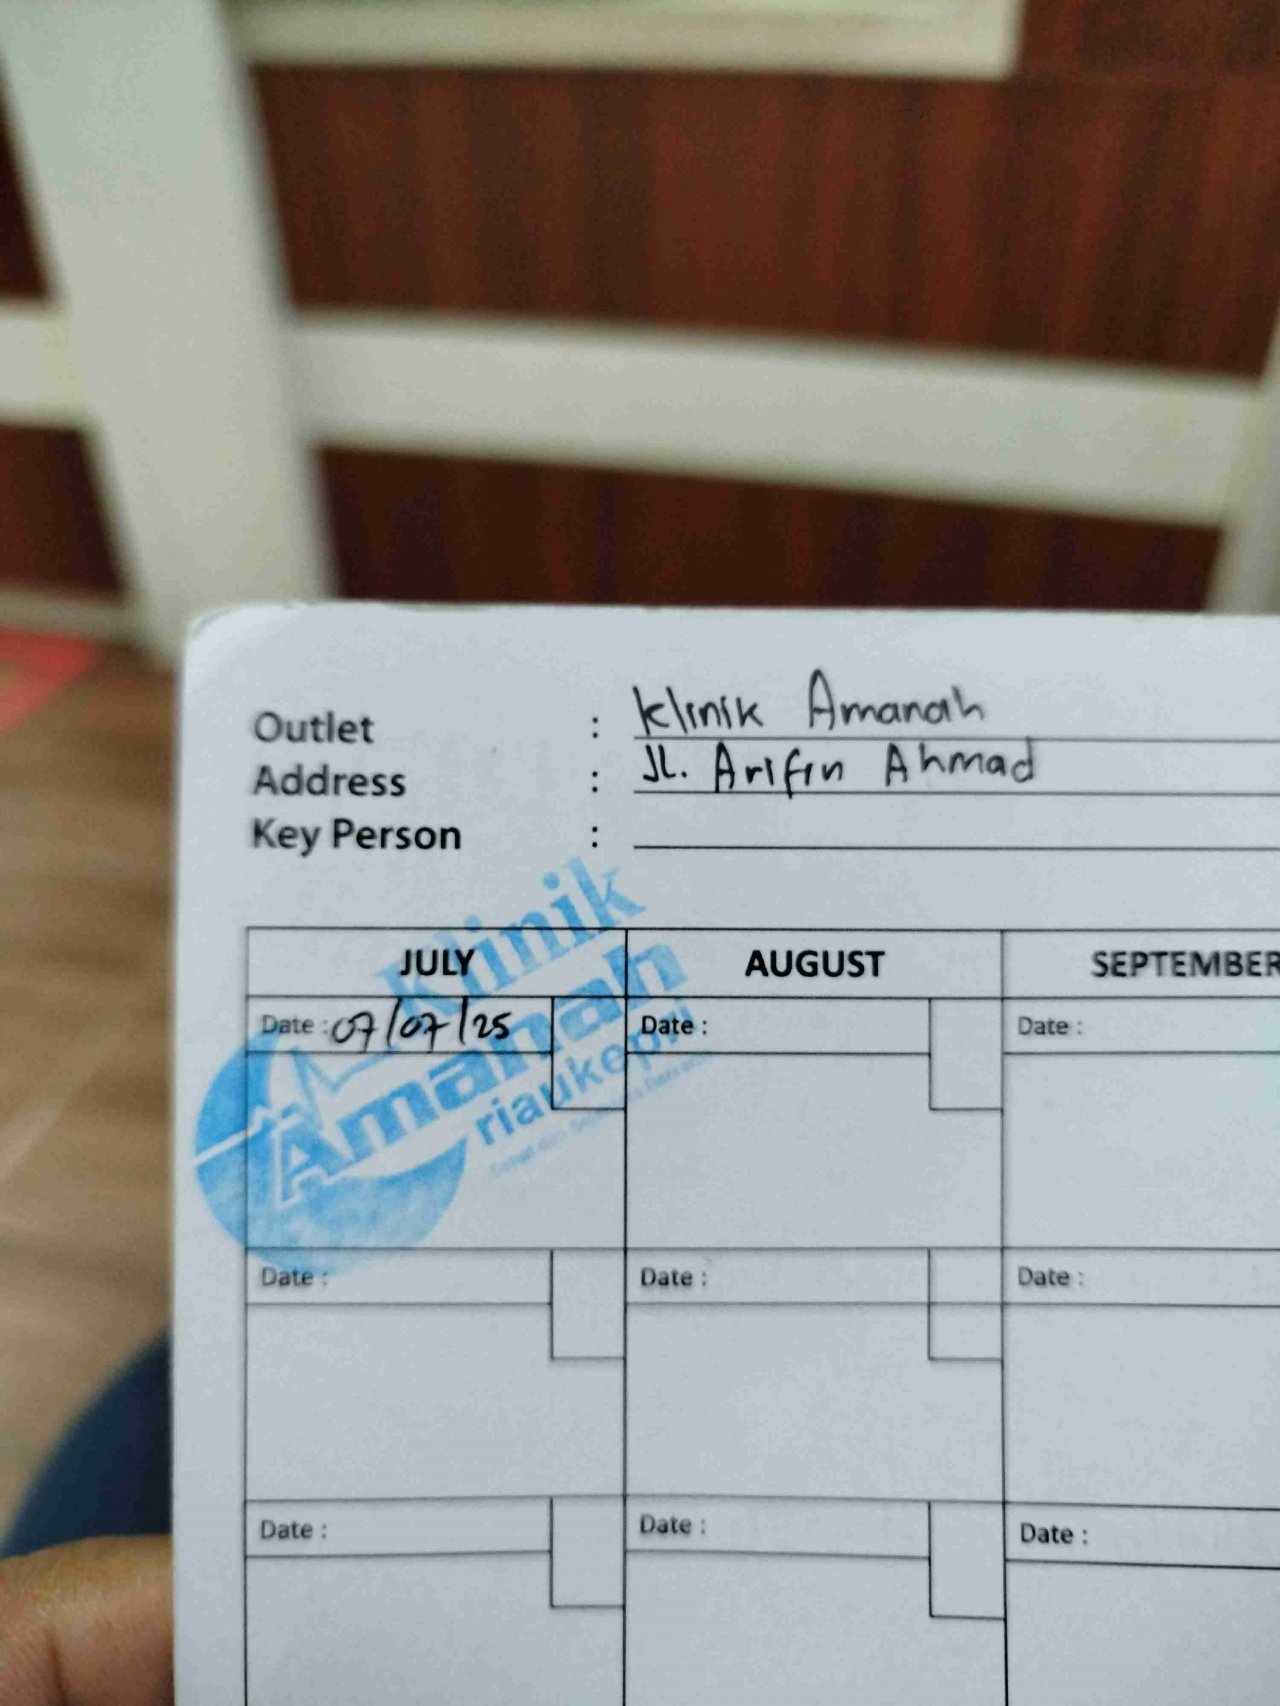 Outlet : Klinik Amanah
Address : JL. Arifin Ahmad
Key Person :
JULY AUGUST SEPTEMBER
Date : 07/07/25 Date : Date :
Klinik
Amanah
riaukepri
Date : Date : Date :
Date : Date : Date :